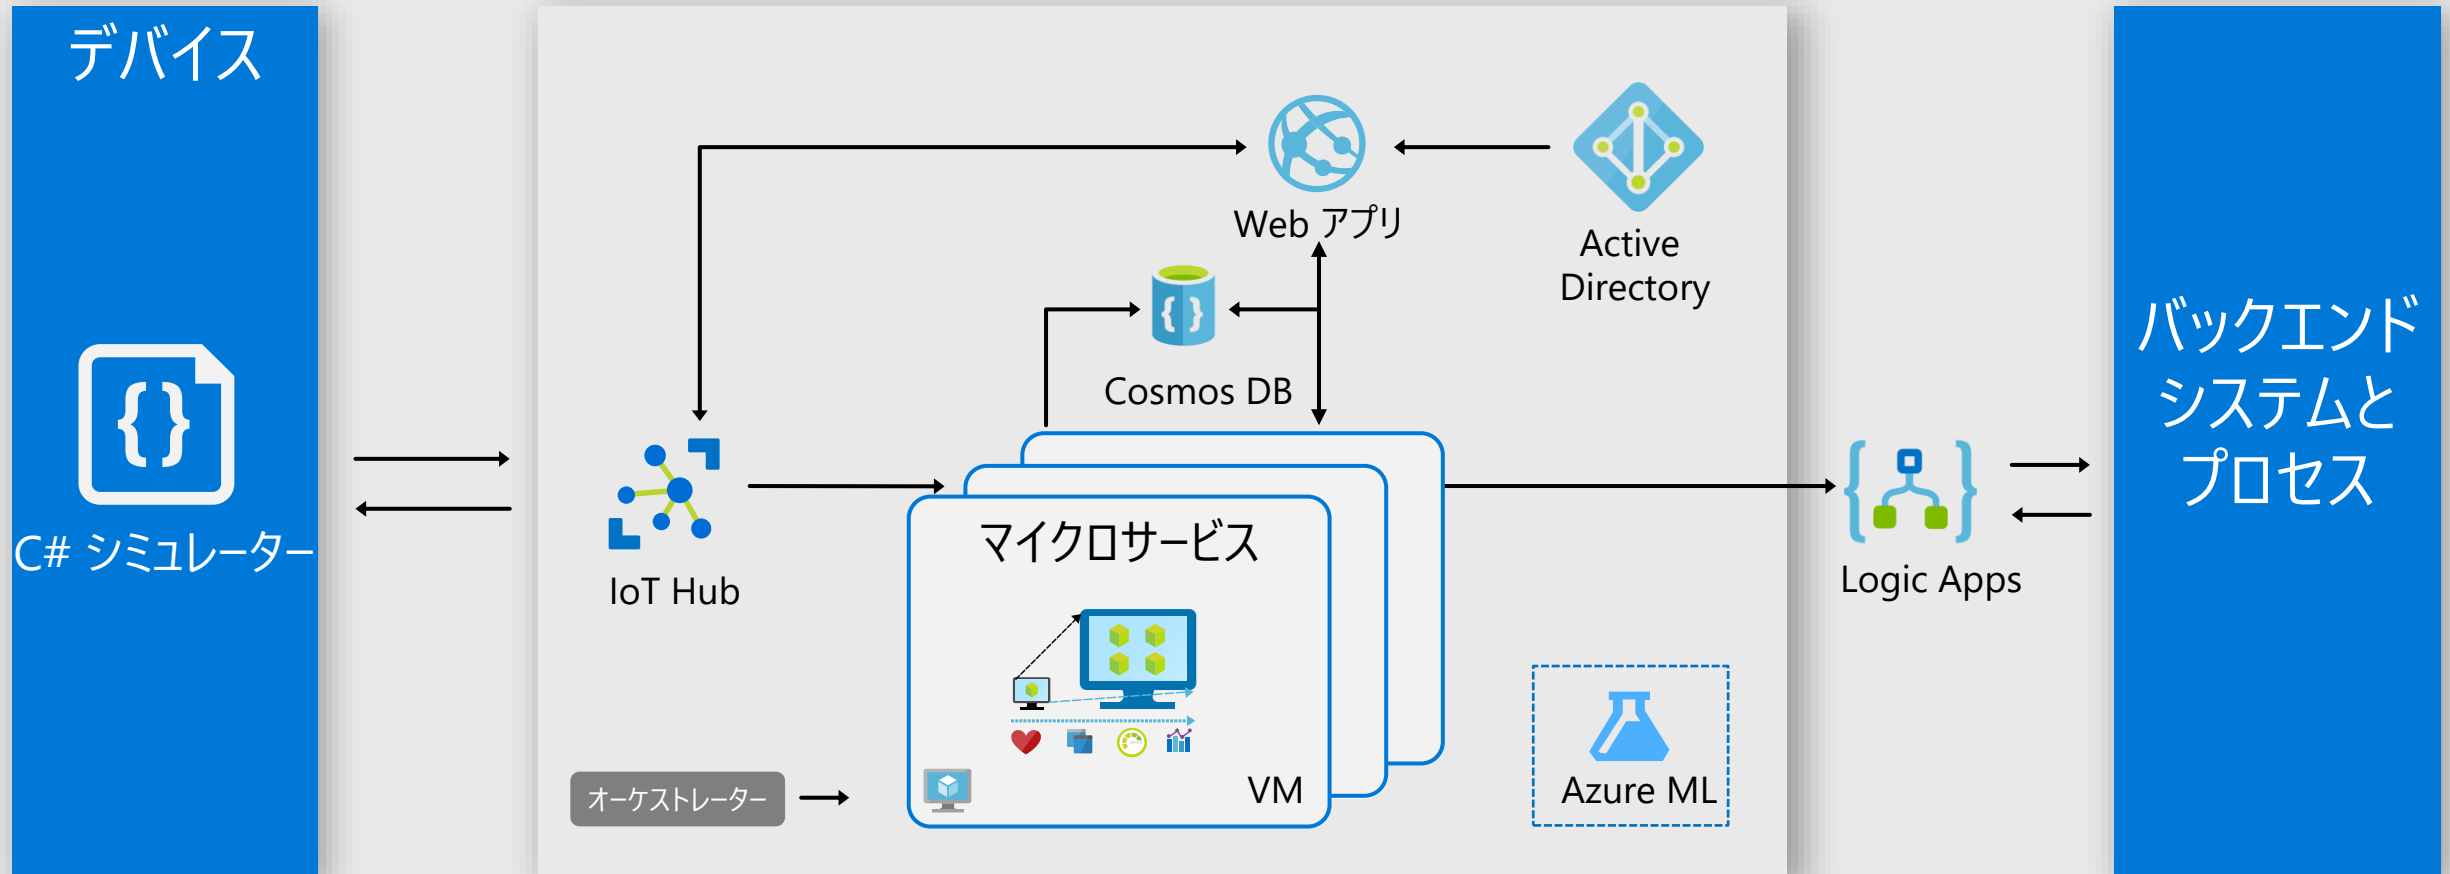 デバイス
C# シミュレーター
IoT Hub
Web アプリ
Active
Directory
Cosmos DB
マイクロサービス
VM
オーケストレーター
Azure ML
Logic Apps
バックエンド
システムと
プロセス